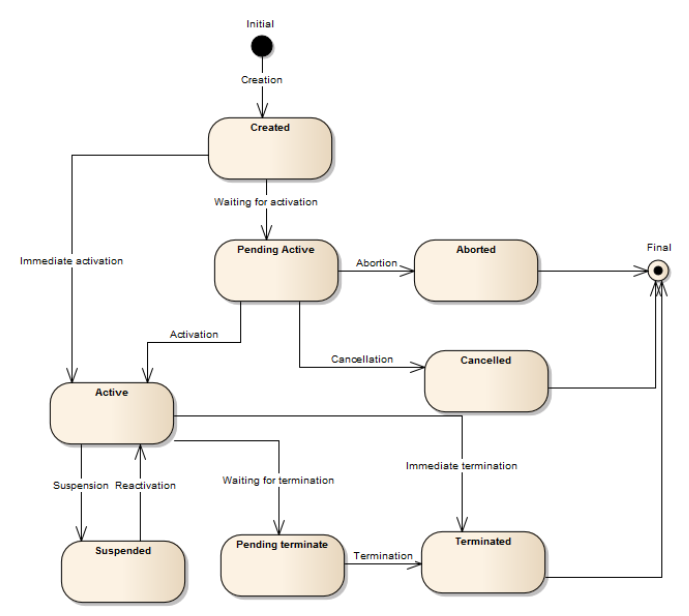 Initial
Creation
Created
Waiting for activation
Pending Active
Abortion
Aborted
Final
Immediate activation
Activation
Cancellation
Cancelled
Active
Immediate termination
Suspension
Reactivation
Waiting for termination
Suspended
Pending terminate
Termination
Terminated